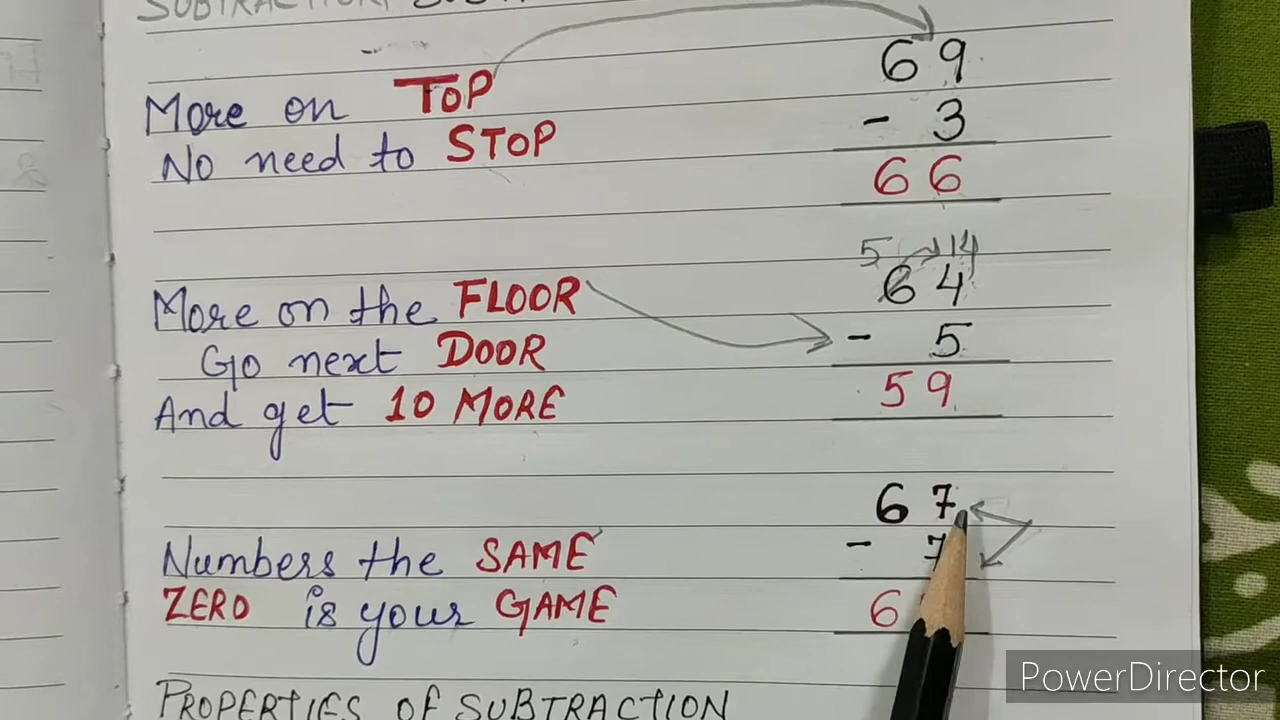 SUBTRACTION
More on TOP
No need to STOP
69
- 3
66
5 14
64
- 5
59
More on the FLOOR
Go next DOOR
And get 10 MORE
67
- 7
6
Numbers the SAME
ZERO is your GAME
PROPERTIES OF SUBTRACTION
PowerDirector